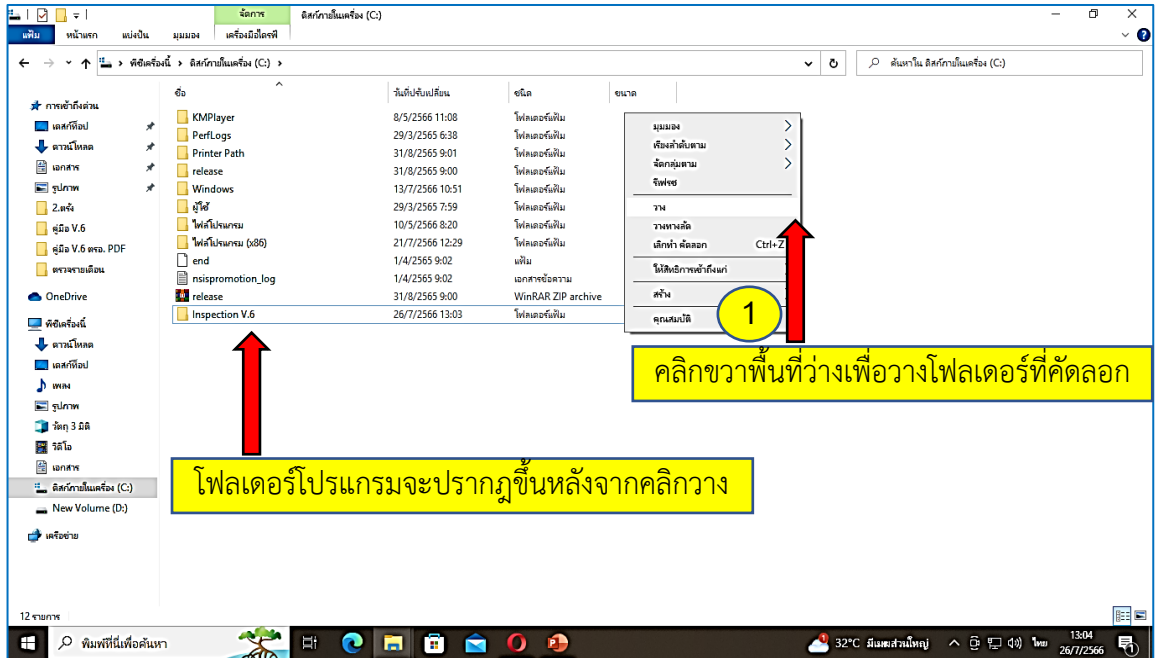 จัดการ ดิสก์ภายในเครื่อง (C:)
แฟ้ม หน้าแรก แบ่งปัน มุมมอง เครื่องมือไดรฟ์
พีซีเครื่องนี้ › ดิสก์ภายในเครื่อง (C:) › ค้นหาใน ดิสก์ภายในเครื่อง (C:)
ชื่อ วันที่ปรับเปลี่ยน ชนิด ขนาด
การเข้าถึงด่วน
เดสก์ท็อป
ดาวน์โหลด
เอกสาร
รูปภาพ
2.ตรัง
คู่มือ V.6
คู่มือ V.6 ตรอ. PDF
ตรวจรายเดือน
OneDrive
พีซีเครื่องนี้
ดาวน์โหลด
เดสก์ท็อป
เพลง
รูปภาพ
วัตถุ 3 มิติ
วิดีโอ
เอกสาร
ดิสก์ภายในเครื่อง (C:)
New Volume (D:)
เครือข่าย
KMPlayer 8/5/2566 11:08 โฟลเดอร์แฟ้ม
PerfLogs 29/3/2565 6:38 โฟลเดอร์แฟ้ม
Printer Path 31/8/2565 9:01 โฟลเดอร์แฟ้ม
release 31/8/2565 9:00 โฟลเดอร์แฟ้ม
Windows 13/7/2566 10:51 โฟลเดอร์แฟ้ม
ผู้ใช้ 29/3/2565 7:59 โฟลเดอร์แฟ้ม
ไฟล์โปรแกรม 10/5/2566 8:20 โฟลเดอร์แฟ้ม
ไฟล์โปรแกรม (x86) 21/7/2566 12:29 โฟลเดอร์แฟ้ม
end 1/4/2565 9:02 แฟ้ม
nsispromotion_log 1/4/2565 9:02 เอกสารข้อความ
release 31/8/2565 9:00 WinRAR ZIP archive
Inspection V.6 26/7/2566 13:03 โฟลเดอร์แฟ้ม
มุมมอง
เรียงลำดับตาม
จัดกลุ่มตาม
รีเฟรช
วาง
วางทางลัด
เลิกทำ คัดลอก Ctrl+Z
ให้สิทธิการเข้าถึงแก่
สร้าง
คุณสมบัติ
1
คลิกขวาพื้นที่ว่างเพื่อวางโฟลเดอร์ที่คัดลอก
โฟลเดอร์โปรแกรมจะปรากฎขึ้นหลังจากคลิกวาง
12 รายการ
พิมพ์ที่นี่เพื่อค้นหา 32°C มีเมฆส่วนใหญ่ ไทย 13:04
26/7/2566